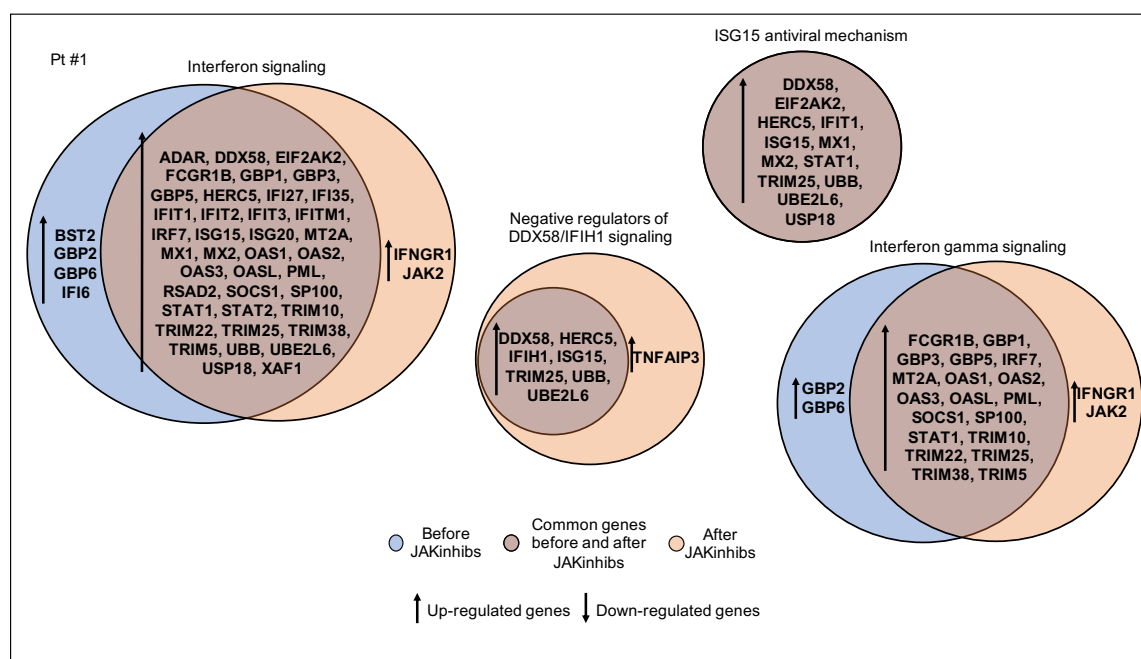 Pt #1
Interferon signaling
BST2
GBP2
GBP6
IFI6
ADAR, DDX58, EIF2AK2,
FCGR1B, GBP1, GBP3,
GBP5, HERC5, IFI27, IFI35,
IFIT1, IFIT2, IFIT3, IFITM1,
IRF7, ISG15, ISG20, MT2A,
MX1, MX2, OAS1, OAS2,
OAS3, OASL, PML,
RSAD2, SOCS1, SP100,
STAT1, STAT2, TRIM10,
TRIM22, TRIM25, TRIM38,
TRIM5, UBB, UBE2L6,
USP18, XAF1
IFNGR1
JAK2
ISG15 antiviral mechanism
DDX58,
EIF2AK2,
HERC5, IFIT1,
ISG15, MX1,
MX2, STAT1,
TRIM25, UBB,
UBE2L6,
USP18
Negative regulators of
DDX58/IFIH1 signaling
DDX58, HERC5,
IFIH1, ISG15,
TRIM25, UBB,
UBE2L6
TNFAIP3
Interferon gamma signaling
GBP2
GBP6
FCGR1B, GBP1,
GBP3, GBP5, IRF7,
MT2A, OAS1, OAS2,
OAS3, OASL, PML,
SOCS1, SP100,
STAT1, TRIM10,
TRIM22, TRIM25,
TRIM38, TRIM5
IFNGR1
JAK2
Before
JAKinhibs
Common genes
before and after
JAKinhibs
After
JAKinhibs
Up-regulated genes
Down-regulated genes